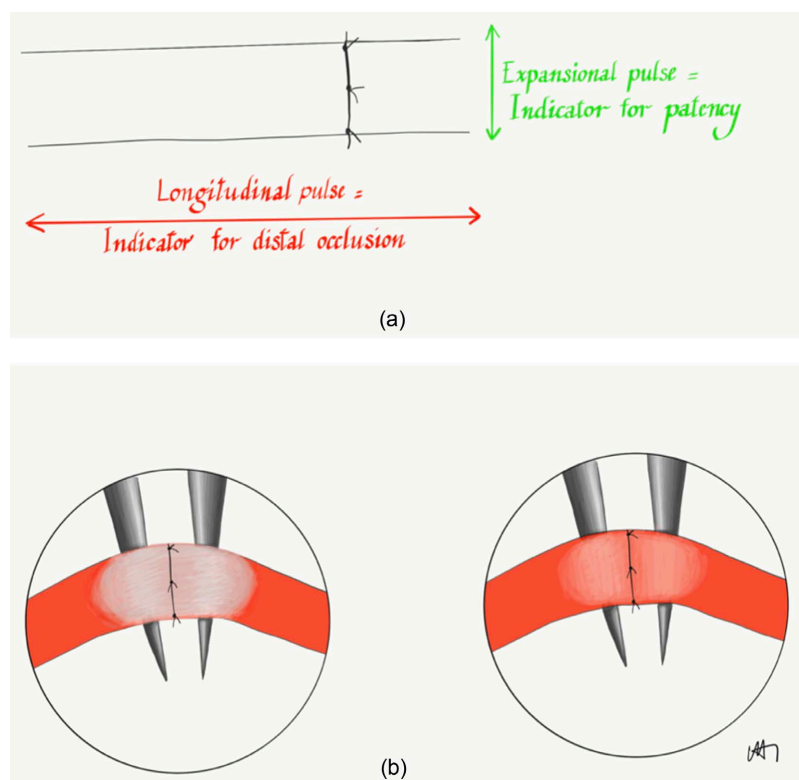 Expansional pulse =
Indicator for patency
Longitudinal pulse =
Indicator for distal occlusion
(a)
(b)